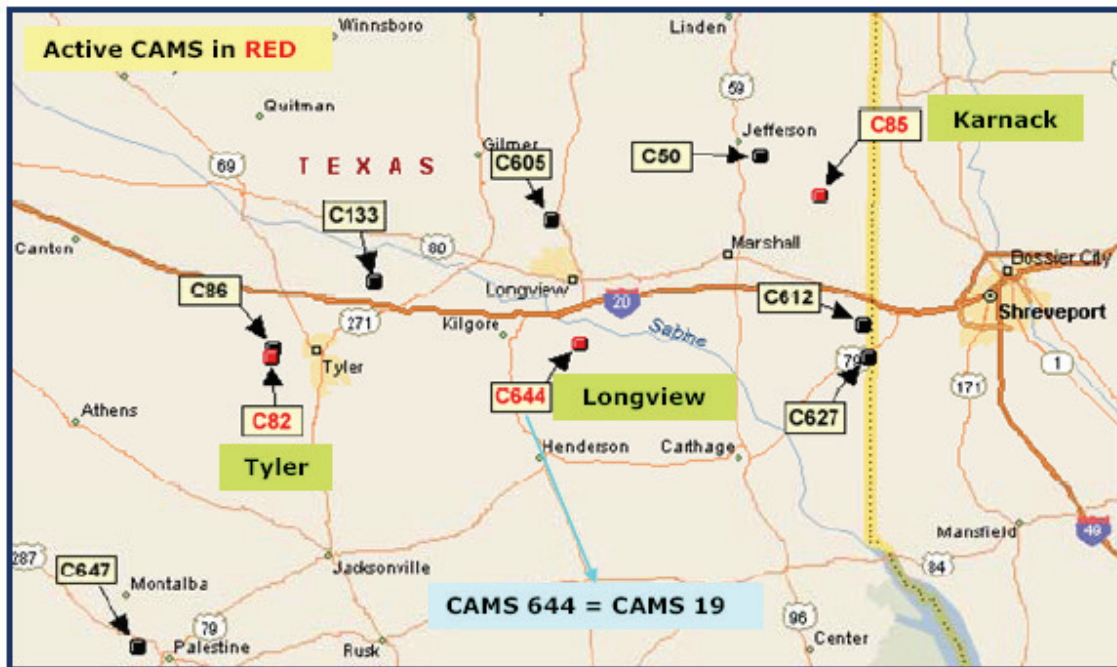 Active CAMS in RED
Winnsboro
Linden
Quitman
59
Jefferson
C85
Karnack
Gilmer
C50
69
TEXAS
C605
C133
Canton
80
Marshall
Bossier City
C86
Longview
20
C612
Shreveport
271
Kilgore
Sabine
Tyler
79
1
171
Athens
C82
C644
Longview
C627
Tyler
Henderson
Carthage
Mansfield
49
287
C647
Montalba
Jacksonville
84
CAMS 644 = CAMS 19
79
Palestine
Rusk
96
Center